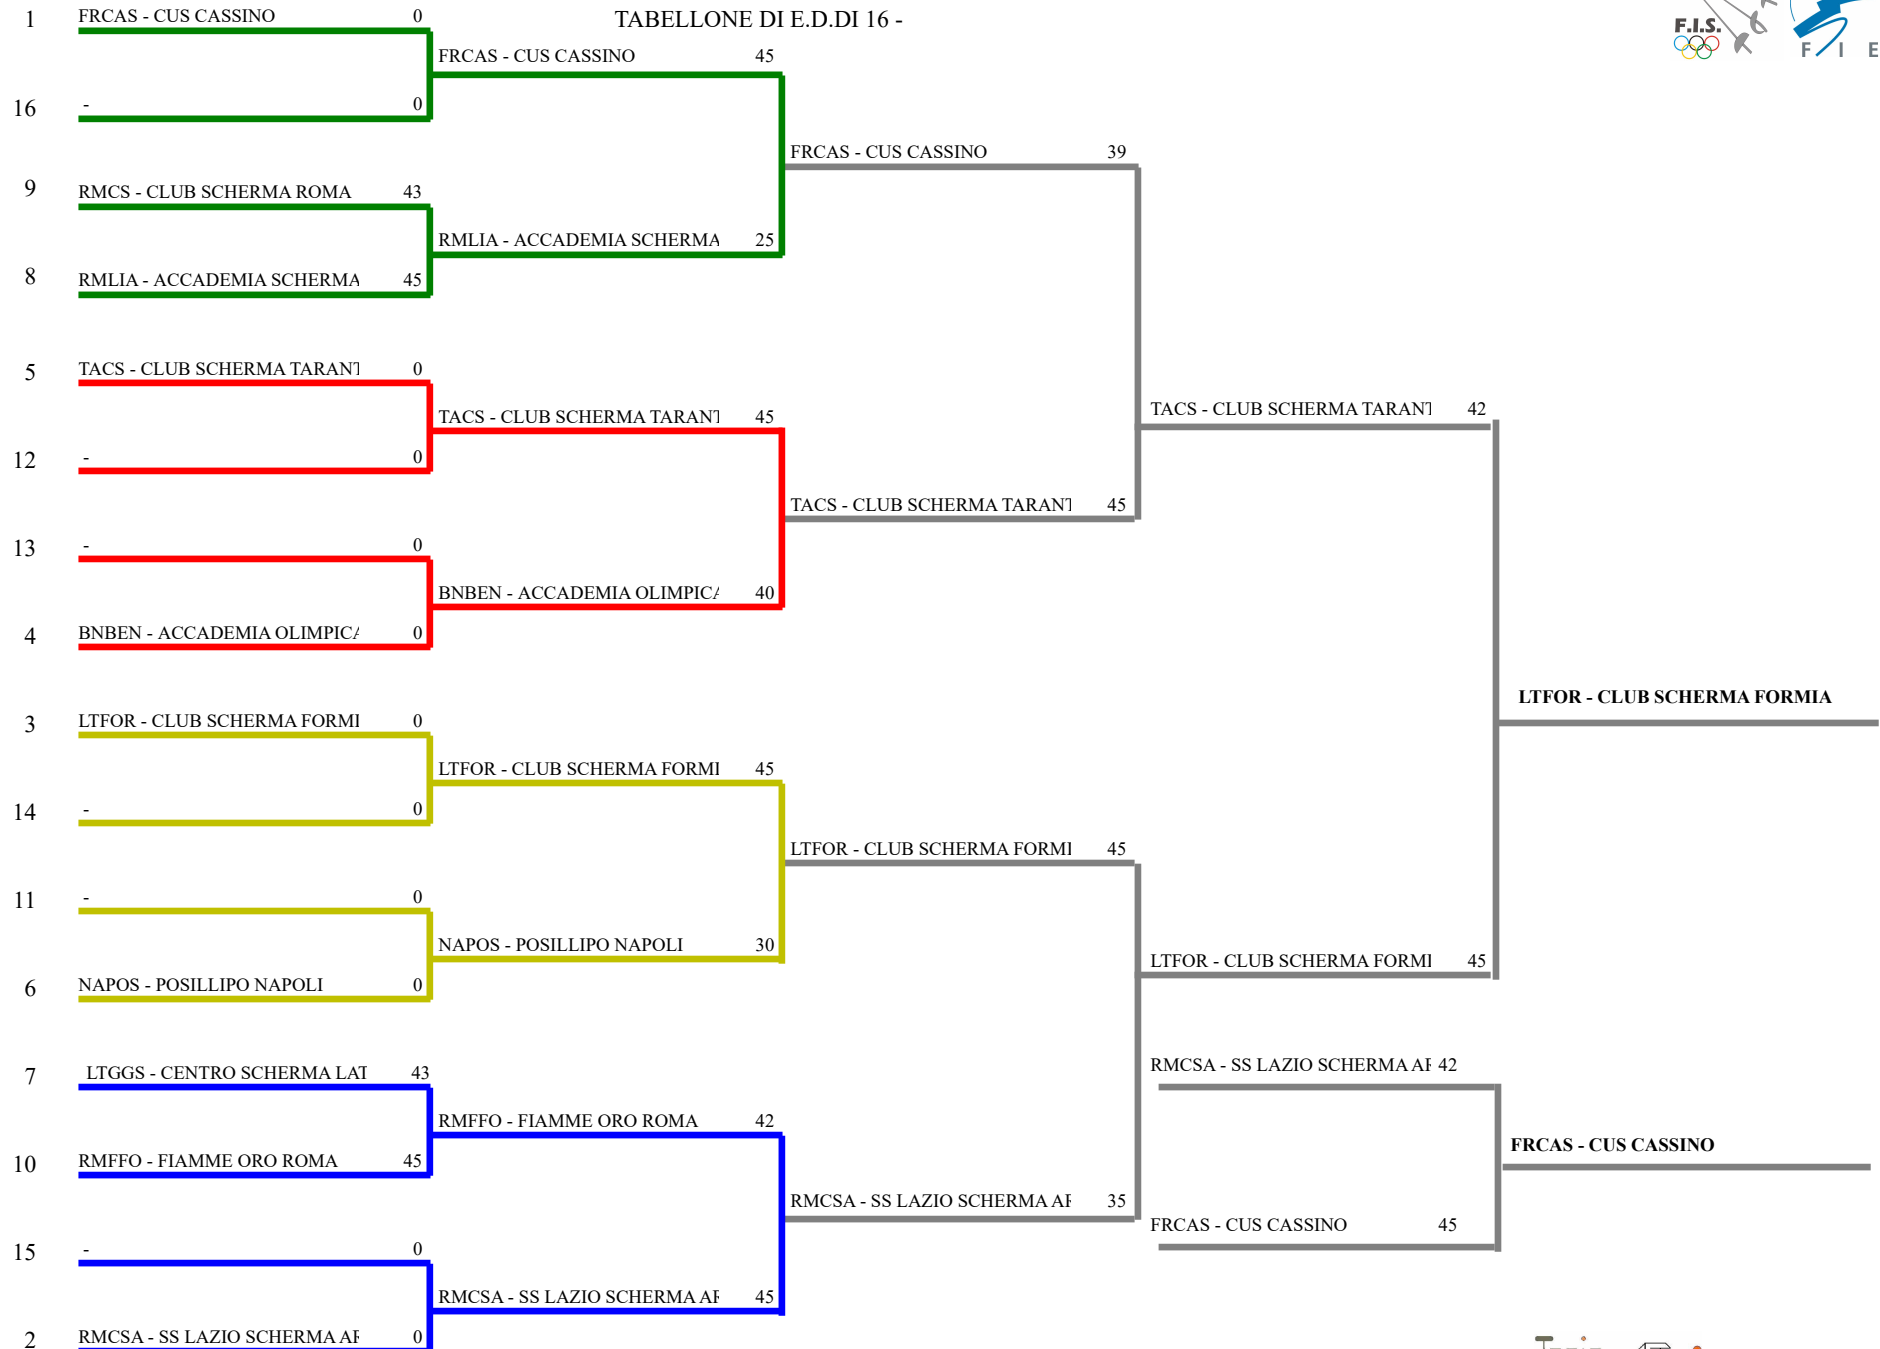 TABELLONE DI E.D.DI 16 -
F.I.S.
F I E
1 FRCAS - CUS CASSINO 0
16 - 0
9 RMCS - CLUB SCHERMA ROMA 43
8 RMLIA - ACCADEMIA SCHERMA 45
5 TACS - CLUB SCHERMA TARANT 0
12 - 0
13 - 0
4 BNBEN - ACCADEMIA OLIMPICA 0
3 LTFOR - CLUB SCHERMA FORMI 0
14 - 0
11 - 0
6 NAPOS - POSILLIPO NAPOLI 0
7 LTGGS - CENTRO SCHERMA LAT 43
10 RMFFO - FIAMME ORO ROMA 45
15 - 0
2 RMCSA - SS LAZIO SCHERMA AR 0
FRCAS - CUS CASSINO 45
RMLIA - ACCADEMIA SCHERMA 25
TACS - CLUB SCHERMA TARANT 45
BNBEN - ACCADEMIA OLIMPICA 40
LTFOR - CLUB SCHERMA FORMI 45
NAPOS - POSILLIPO NAPOLI 30
RMFFO - FIAMME ORO ROMA 42
RMCSA - SS LAZIO SCHERMA AR 45
FRCAS - CUS CASSINO 39
TACS - CLUB SCHERMA TARANT 45
LTFOR - CLUB SCHERMA FORMI 45
RMCSA - SS LAZIO SCHERMA AR 35
TACS - CLUB SCHERMA TARANT 42
LTFOR - CLUB SCHERMA FORMI 45
RMCSA - SS LAZIO SCHERMA AR 42
FRCAS - CUS CASSINO 45
LTFOR - CLUB SCHERMA FORMIA
FRCAS - CUS CASSINO